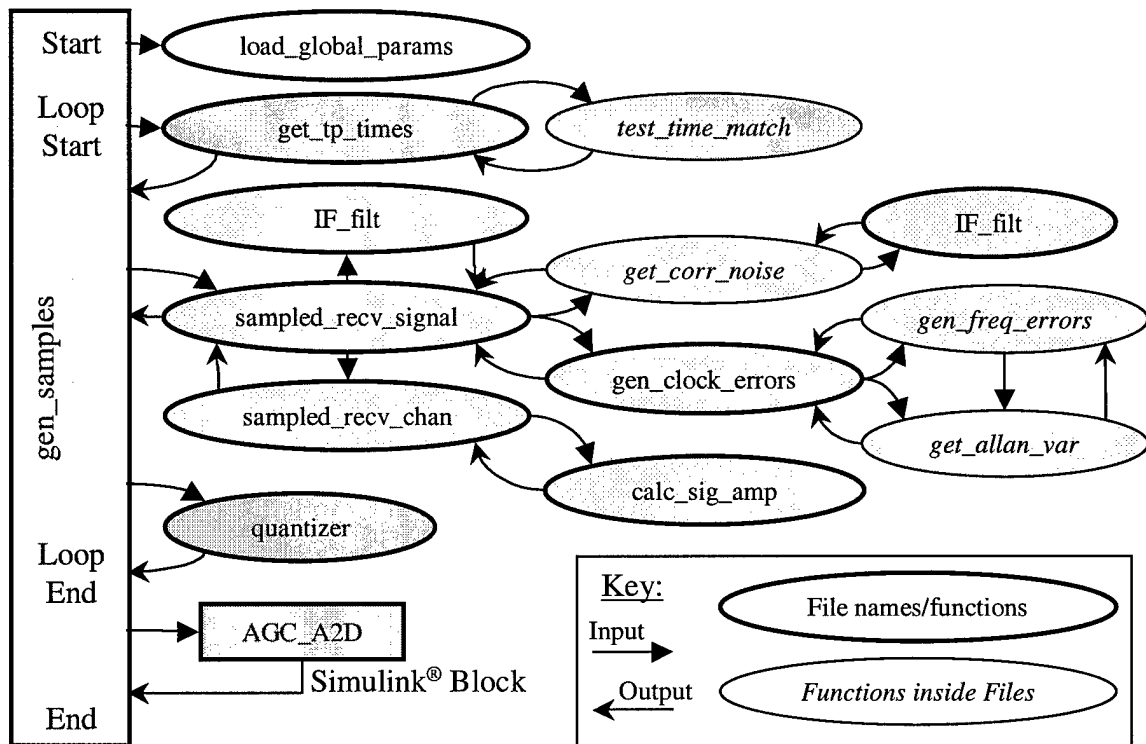 Start
load_global_params
Loop
Start
get_tp_times
test_time_match
IF_filt
IF_filt
get_corr_noise
sampled_recv_signal
gen_freq_errors
gen_samples
gen_clock_errors
sampled_recv_chan
get_allan_var
calc_sig_amp
quantizer
Loop
End
AGC_A2D
Simulink® Block
End
Key:
File names/functions
Input
Output
Functions inside Files